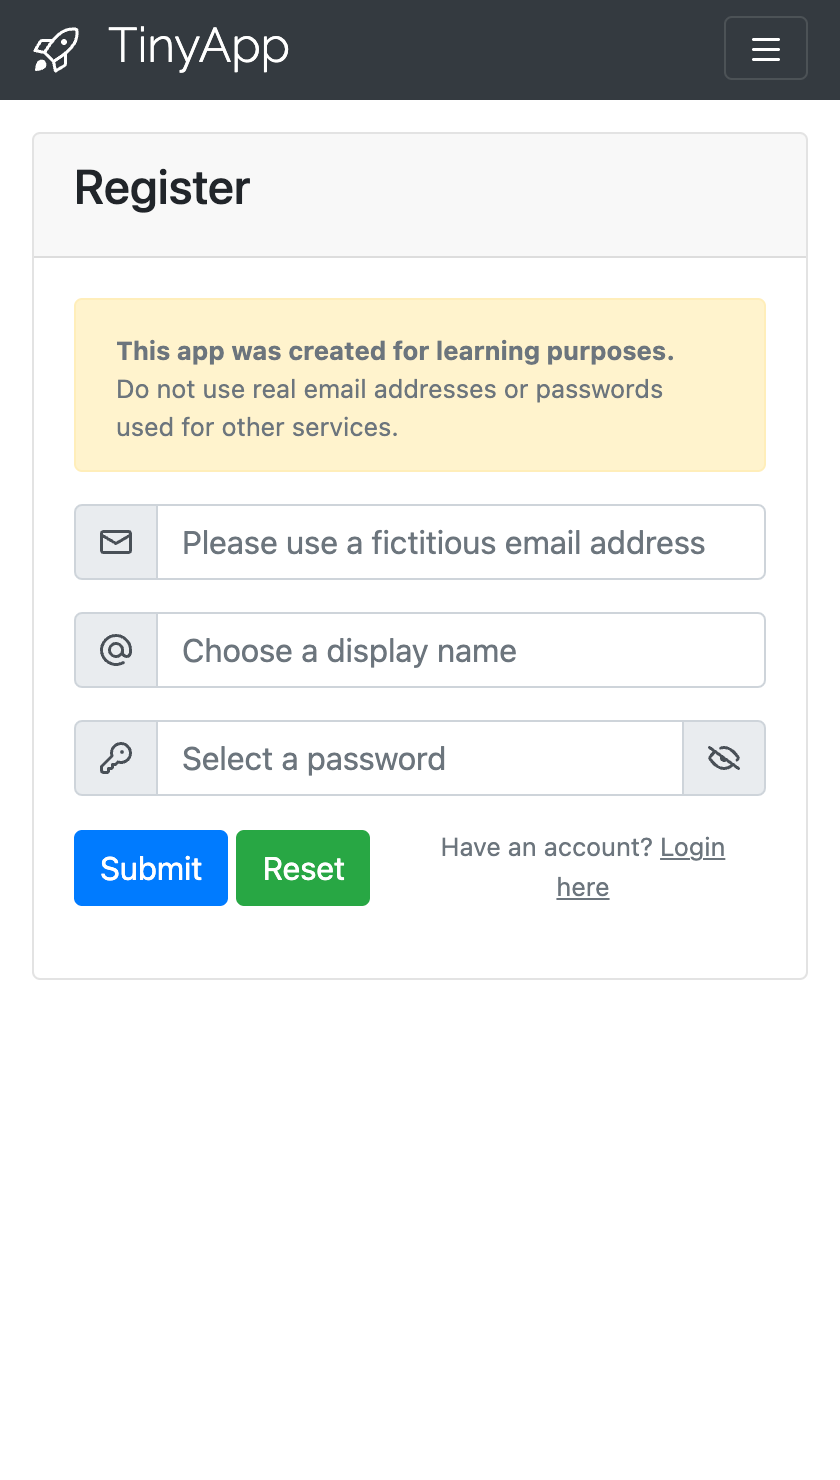 TinyApp
Register
This app was created for learning purposes.
Do not use real email addresses or passwords
used for other services.
Please use a fictitious email address
Choose a display name
Select a password
Submit
Reset
Have an account? Login
here